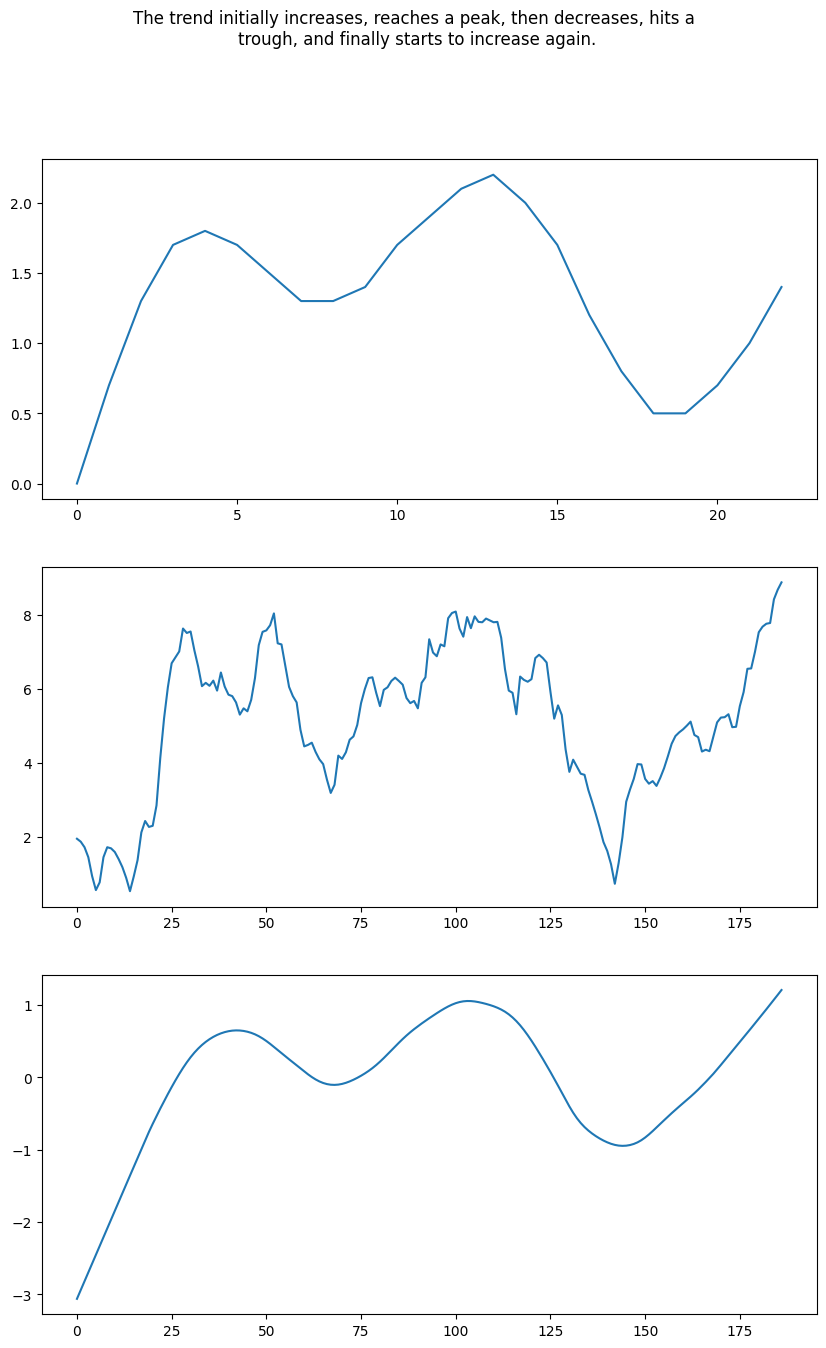 The trend initially increases, reaches a peak, then decreases, hits a
trough, and finally starts to increase again.
2.0
1.5
1.0
0.5
0.0
0 5 10 15 20
8
6
4
2
0 25 50 75 100 125 150 175
1
0
−1
−2
−3
0 25 50 75 100 125 150 175